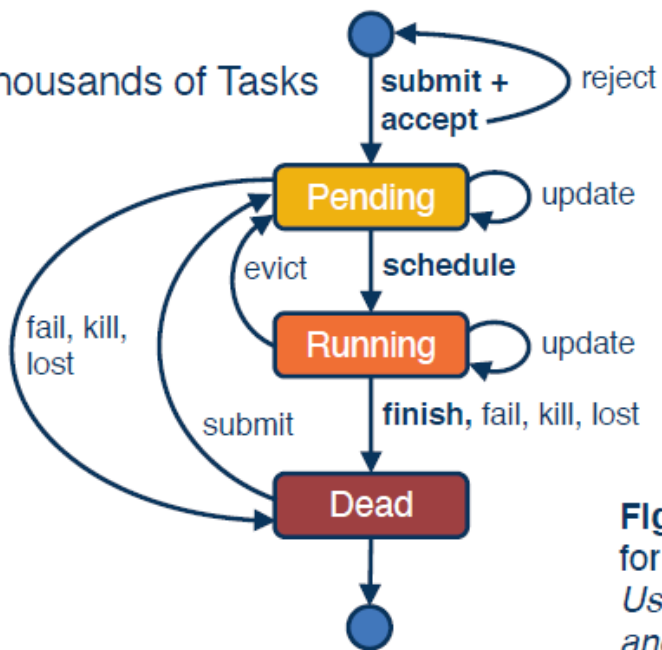 housands of Tasks
submit +
accept
reject
Pending
update
evict
schedule
fail, kill,
lost
Running
update
submit
finish, fail, kill, lost
Dead
FIg
for
Us
and